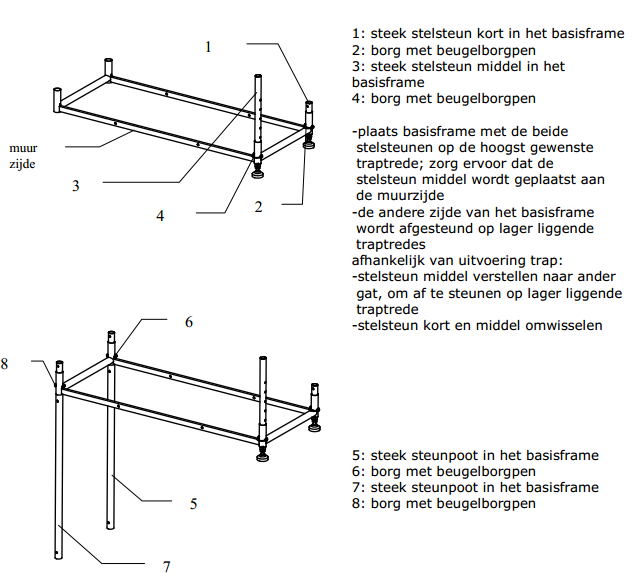 1: steek stelsteun kort in het basisframe
2: borg met beugelborgpen
3: steek stelsteun middel in het
basisframe
4: borg met beugelborgpen
-plaats basisframe met de beide
stelsteunen op de hoogst gewenste
traptrede; zorg ervoor dat de
stelsteun middel wordt geplaatst aan
de muurzijde
-de andere zijde van het basisframe
wordt afgesteund op lager liggende
traptredes
afhankelijk van uitvoering trap:
-stelsteun middel verstellen naar ander
gat, om af te steunen op lager liggende
traptrede
-stelsteun kort en middel omwisselen
1
muur
zijde
3
4
2
6
8
5
7
5: steek steunpoot in het basisframe
6: borg met beugelborgpen
7: steek steunpoot in het basisframe
8: borg met beugelborgpen